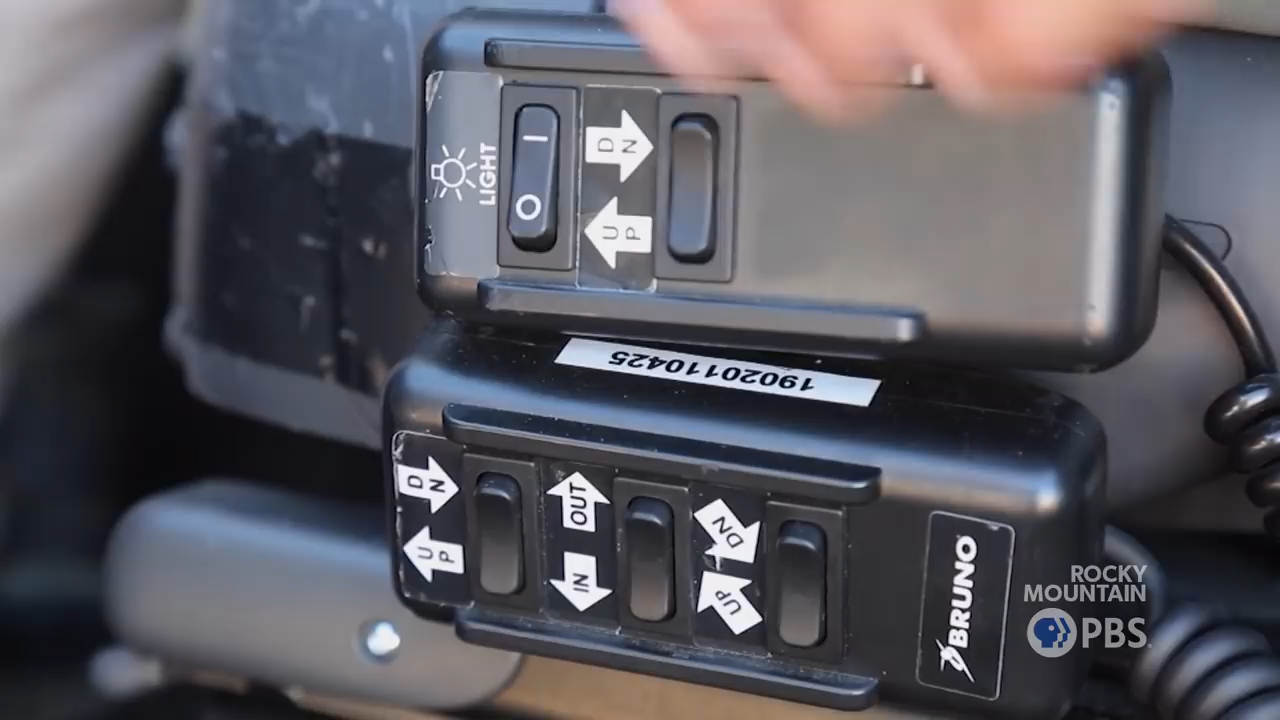 LIGHT
I
O
DN
UP
19020110425
DN
UP
OUT
IN
DN
UP
BRUNO
ROCKY
MOUNTAIN
PBS